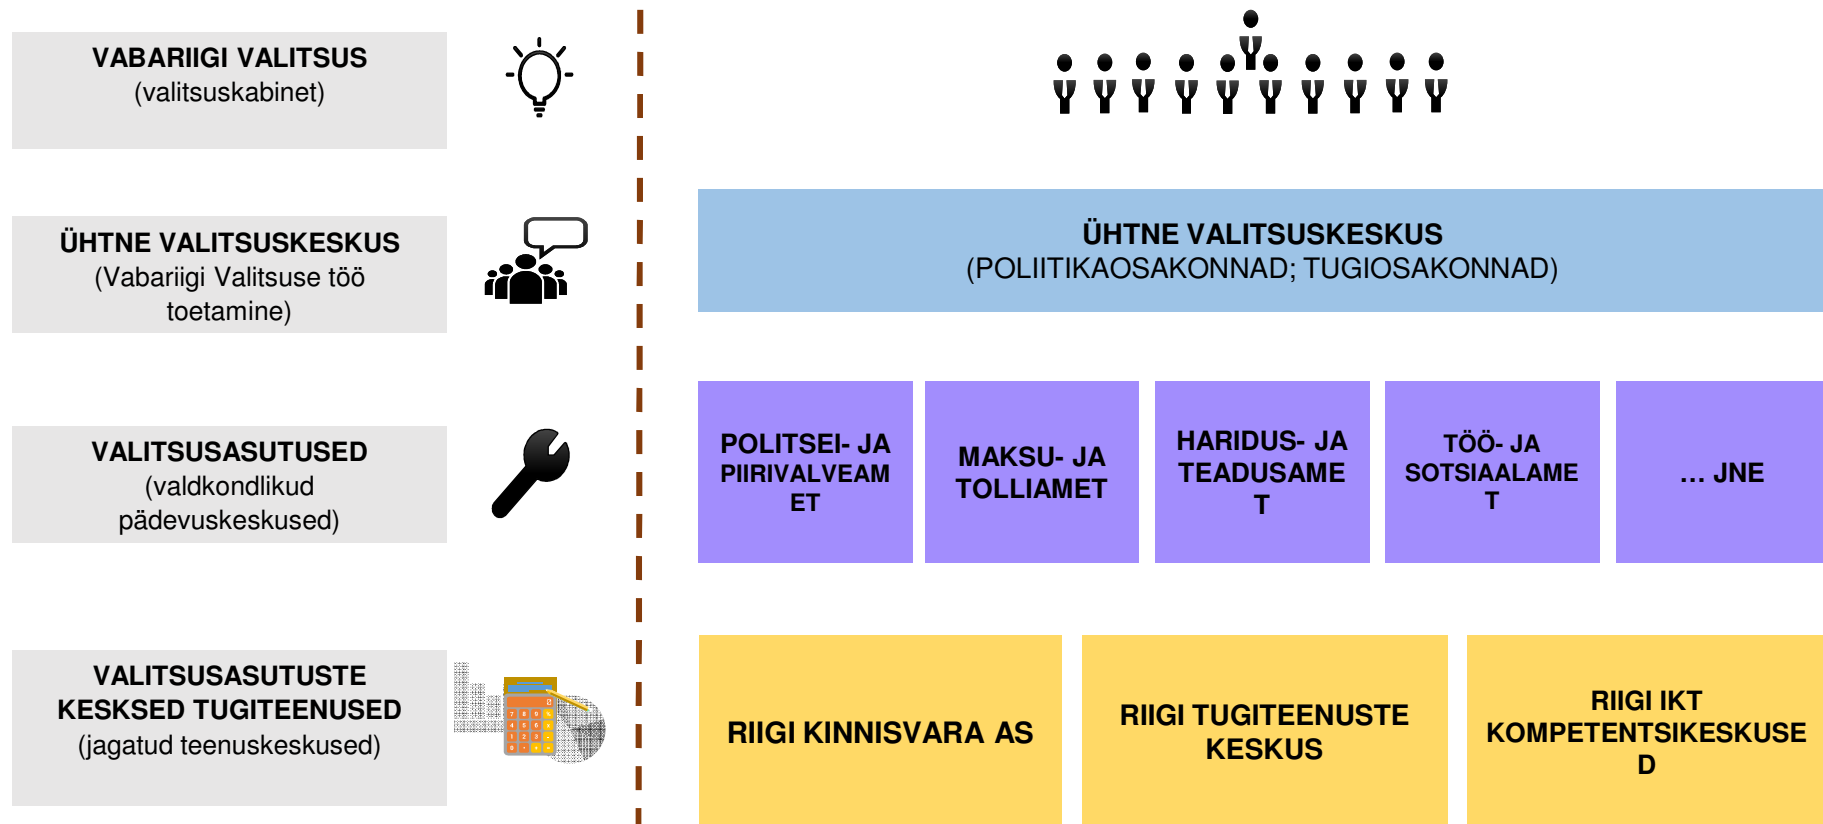 VABARIIGI VALITSUS
(valitsuskabinet)
ÜHTNE VALITSUSKESKUS
(Vabariigi Valitsuse töö
toetamine)
ÜHTNE VALITSUSKESKUS
(POLIITIKAOSAKONNAD; TUGIOSAKONNAD)
VALITSUSASUTUSED
(valdkondlikud
pädevuskeskused)
POLITSEI- JA
PIIRIVALVEAM
ET
MAKSU- JA
TOLLIAMET
HARIDUS- JA
TEADUSAME
T
TÖÖ- JA
SOTSIAALAME
T
... JNE
VALITSUSASUTUSTE
KESKSED TUGITEENUSED
(jagatud teenuskeskused)
RIIGI KINNISVARA AS
RIIGI TUGITEENUSTE
KESKUS
RIIGI IKT
KOMPETENTSIKESKUSE
D